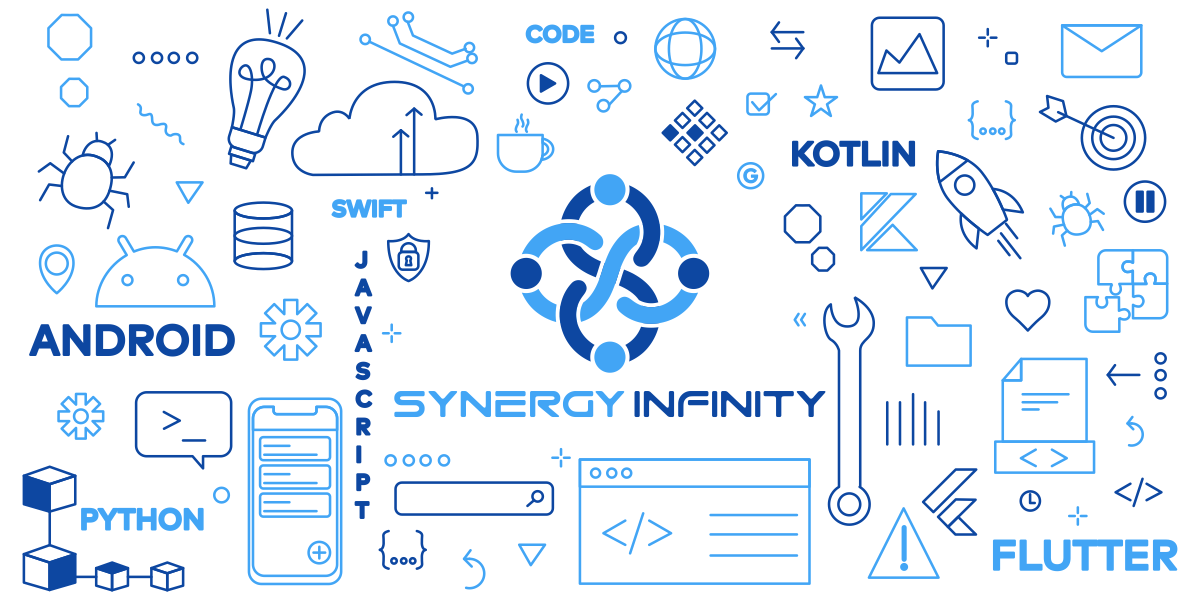 CODE
KOTLIN
G
SWIFT
JAVASCRIPT
ANDROID
SYNERGY INFINITY
>_
PYTHON
{...}
{...}
«
< >
</>
</>
!
FLUTTER